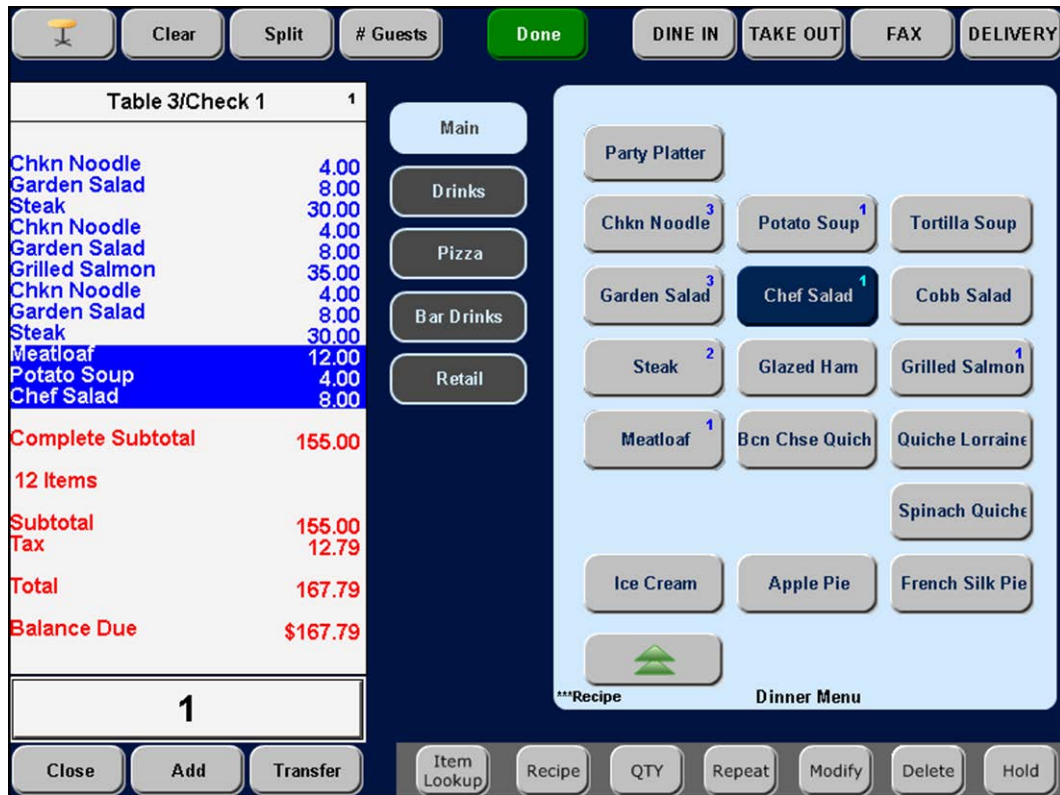 Clear Split # Guests Done DINE IN TAKE OUT FAX DELIVERY
Table 3/Check 1 1
Chkn Noodle 4.00
Garden Salad 8.00
Steak 30.00
Chkn Noodle 4.00
Garden Salad 8.00
Grilled Salmon 35.00
Chkn Noodle 4.00
Garden Salad 8.00
Steak 30.00
Meatloaf 12.00
Potato Soup 4.00
Chef Salad 8.00
Complete Subtotal 155.00
12 Items
Subtotal 155.00
Tax 12.79
Total 167.79
Balance Due $167.79
1
Close Add Transfer
Main
Drinks
Pizza
Bar Drinks
Retail
Party Platter
Chkn Noodle 3 Potato Soup 1 Tortilla Soup
Garden Salad 3 Chef Salad 1 Cobb Salad
Steak 2 Glazed Ham Grilled Salmon 1
Meatloaf 1 Bcn Chse Quich Quiche Lorraine
Spinach Quiche
Ice Cream Apple Pie French Silk Pie
***Recipe Dinner Menu
Item
Lookup Recipe QTY Repeat Modify Delete Hold